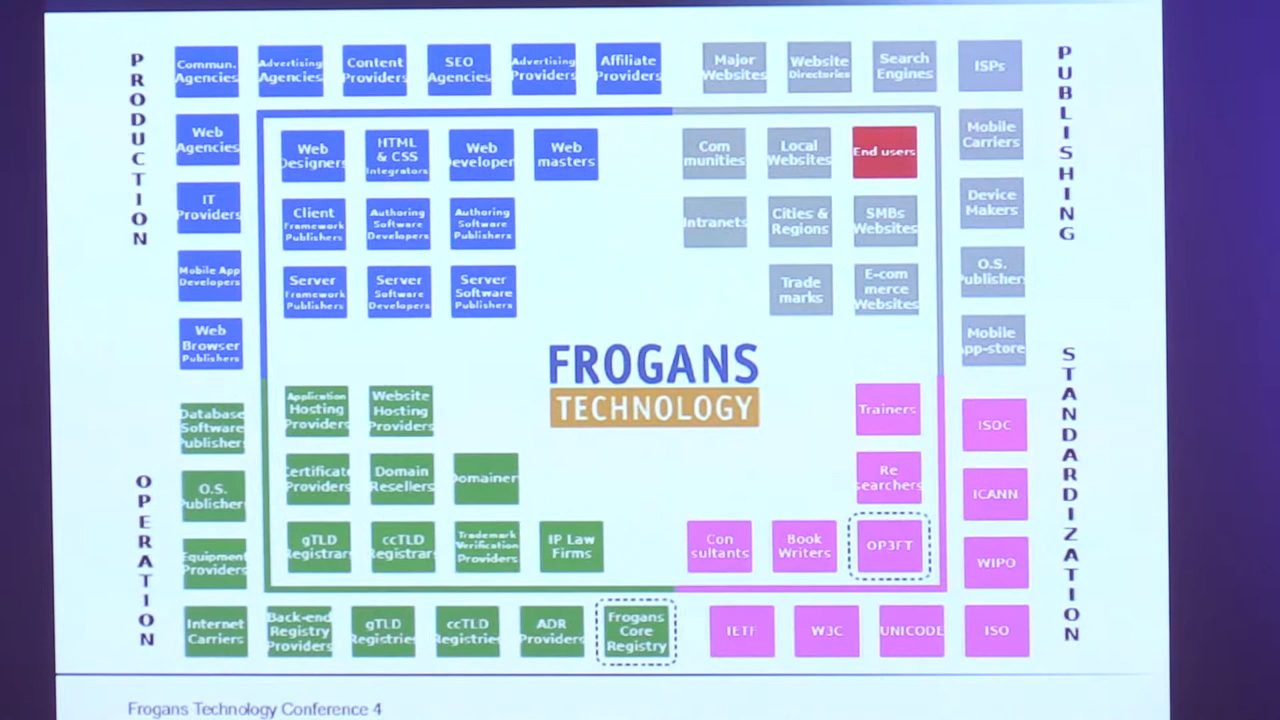 PRODUCTION
Commun. Agencies
Advertising Agencies
Content Providers
SEO Agencies
Advertising Providers
Affiliate Providers
Major Websites
Website Directories
Search Engines
ISPs
PUBLISHING
Web Agencies
IT Providers
Mobile App Developers
Web Browser Publishers
Web Designers
HTML & CSS Integrators
Web Developer
Web masters
Com munities
Local Websites
End users
Mobile Carriers
Client Framework Publishers
Authoring Software Developers
Authoring Software Publishers
Intranets
Cities & Regions
SMBs Websites
Device Makers
Server Framework Publishers
Server Software Developers
Server Software Publishers
Trade marks
E-com merce Websites
O.S. Publishers
Mobile App-stores
FROGANS
TECHNOLOGY
OPERATION
Database Software Publisher
O.S. Publisher
Equipment Providers
Internet Carriers
Application Hosting Providers
Website Hosting Providers
Certificate Providers
Domain Resellers
Domainer
gTLD Registrar
ccTLD Registrar
Trademark Verification Providers
IP Law Firms
Back-end Registry Providers
gTLD Registries
ccTLD Registries
ADR Providers
Frogans Core Registry
STANDARDIZATION
Trainers
Re searchers
Con sultants
Book Writers
OP3FT
ISOC
ICANN
WIPO
IETF
W3C
UNICODE
ISO
Frogans Technology Conference 4